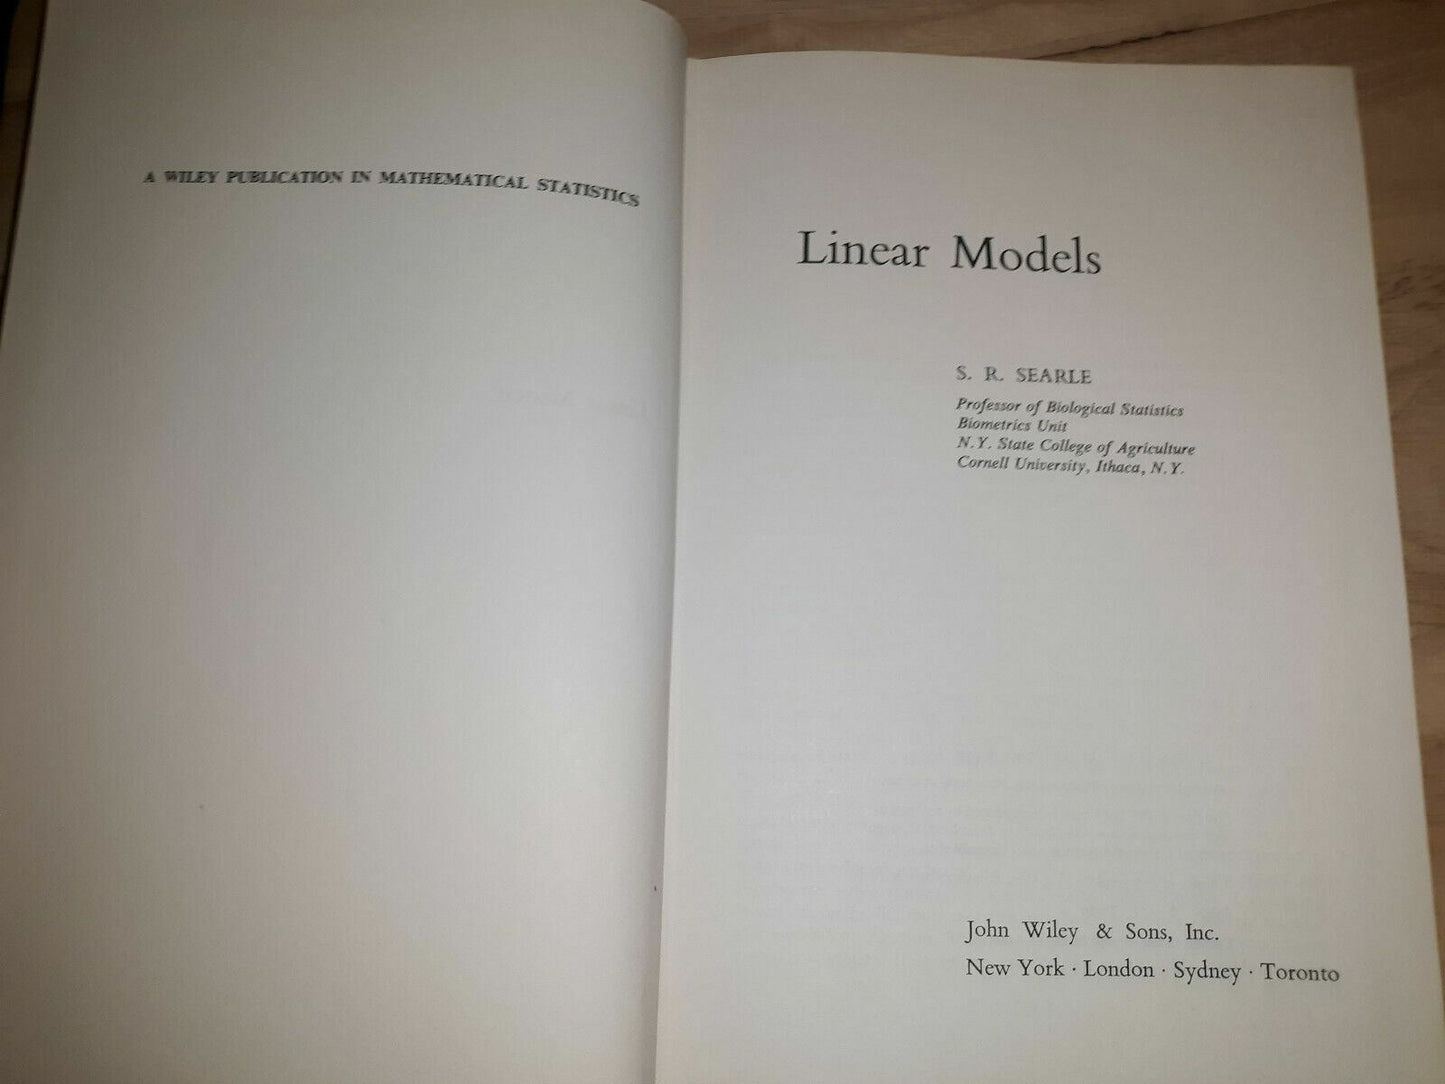 A WILEY PUBLICATION IN MATHEMATICAL STATISTICS
Linear Models
S. R. SEARLE
Professor of Biological Statistics
Biometrics Unit
N.Y. State College of Agriculture
Cornell University, Ithaca, N.Y.
John Wiley & Sons, Inc.
New York · London · Sydney · Toronto